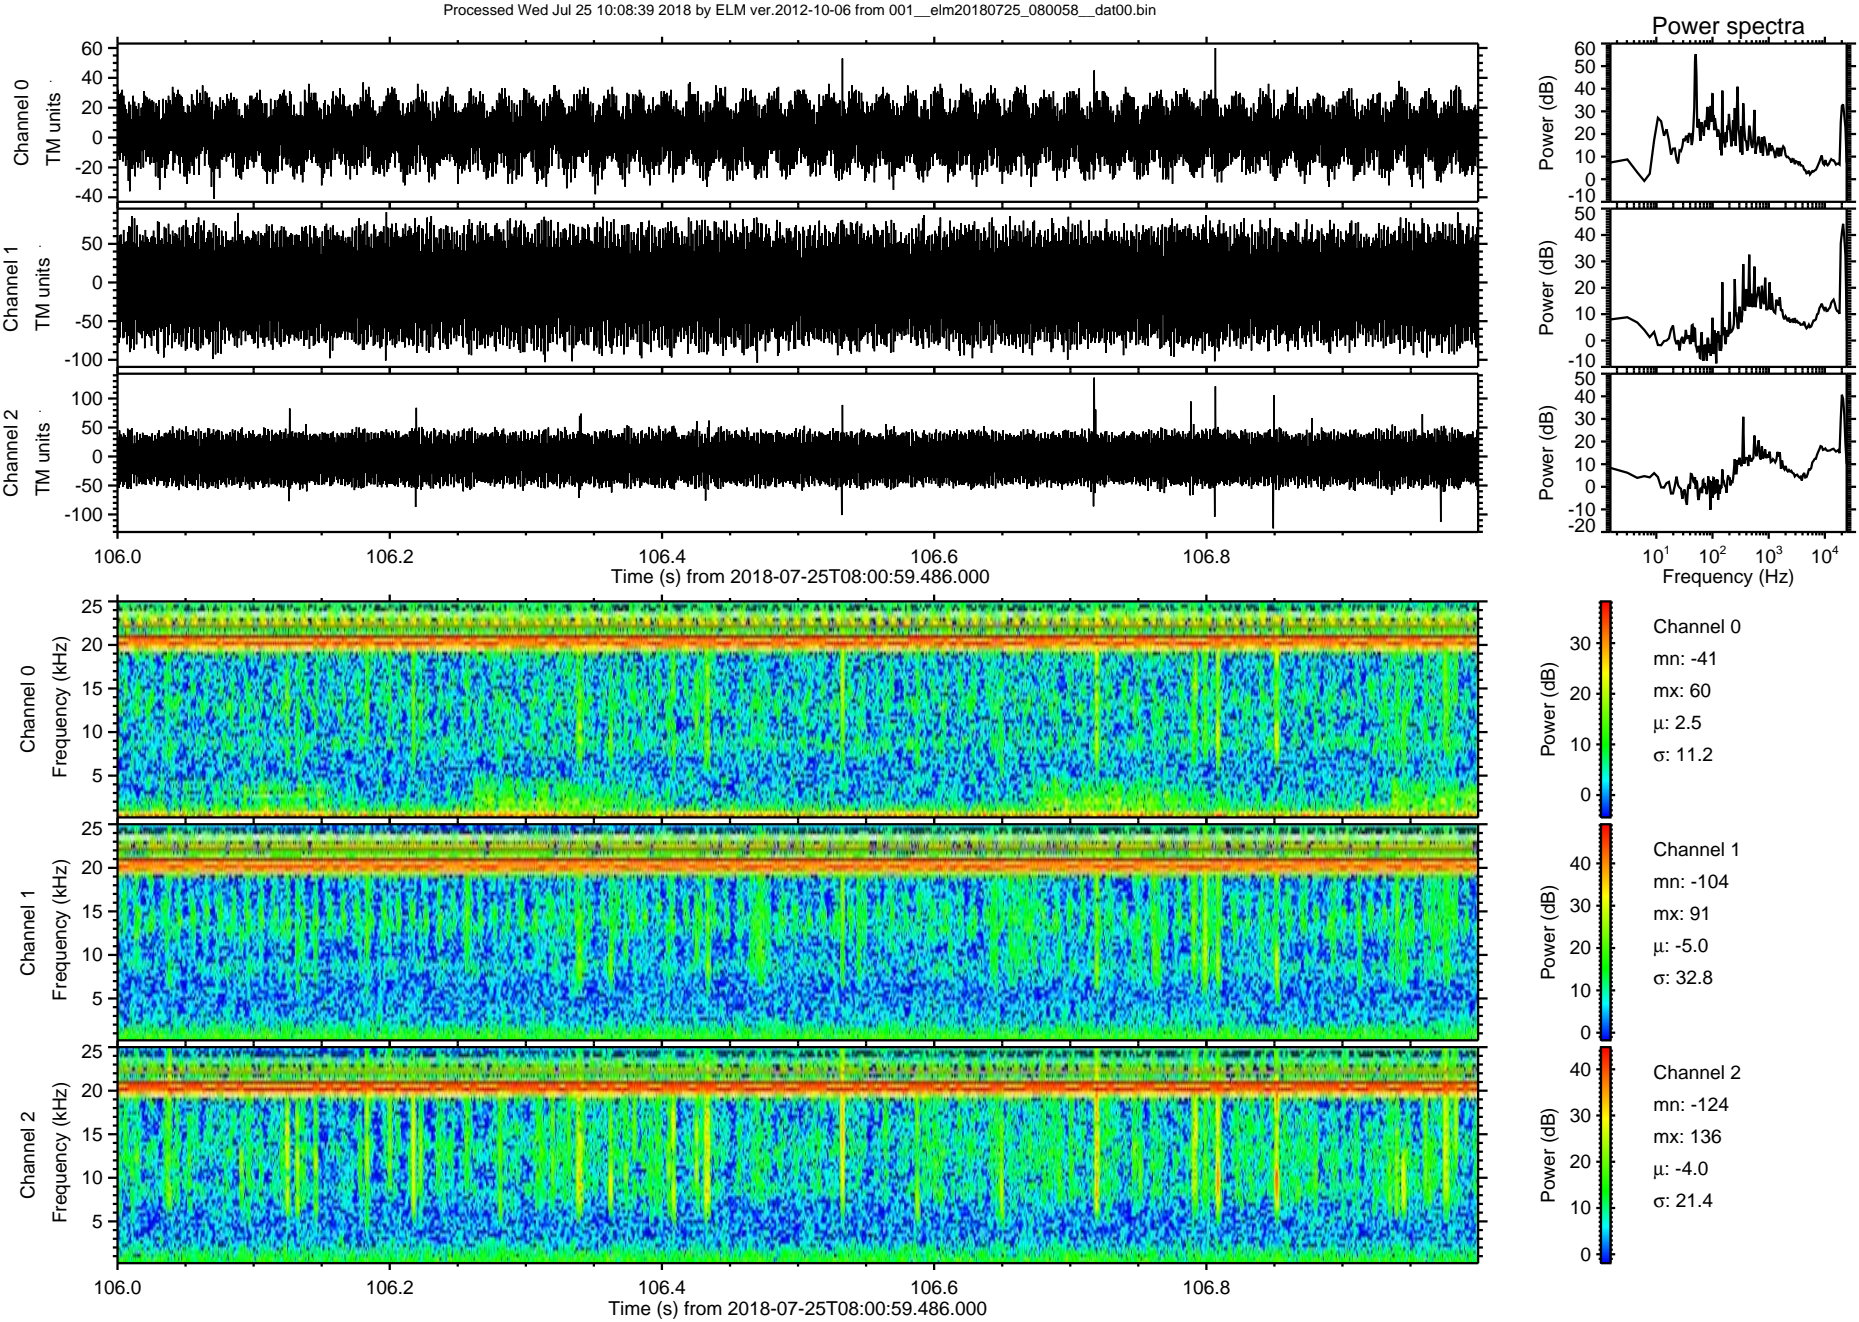 Processed Wed Jul 25 10:08:39 2018 by ELM ver.2012-10-06 from 001__elm20180725_080058__dat00.bin
Power spectra
Channel 0
TM units
60
40
20
0
-20
-40
Power (dB)
60
50
40
30
20
10
0
-10
Channel 1
TM units
50
0
-50
-100
Power (dB)
50
40
30
20
10
0
-10
Channel 2
TM units
100
50
0
-50
-100
Power (dB)
50
40
30
20
10
0
-10
-20
106.0 106.2 106.4 106.6 106.8
Time (s) from 2018-07-25T08:00:59.486.000
10^1 10^2 10^3 10^4
Frequency (Hz)
Channel 0
Frequency (kHz)
25
20
15
10
5
Power (dB)
30
20
10
0
Channel 0
mn: -41
mx: 60
μ: 2.5
σ: 11.2
Channel 1
Frequency (kHz)
25
20
15
10
5
Power (dB)
40
30
20
10
0
Channel 1
mn: -104
mx: 91
μ: -5.0
σ: 32.8
Channel 2
Frequency (kHz)
25
20
15
10
5
Power (dB)
40
30
20
10
0
Channel 2
mn: -124
mx: 136
μ: -4.0
σ: 21.4
106.0 106.2 106.4 106.6 106.8
Time (s) from 2018-07-25T08:00:59.486.000